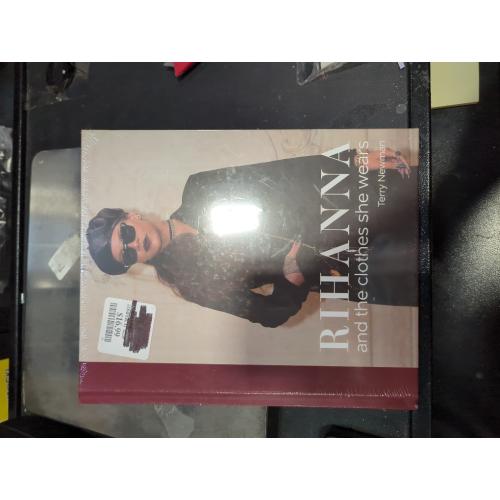 RIHANNA
and the clothes she wears
Terry Newman
$16.99